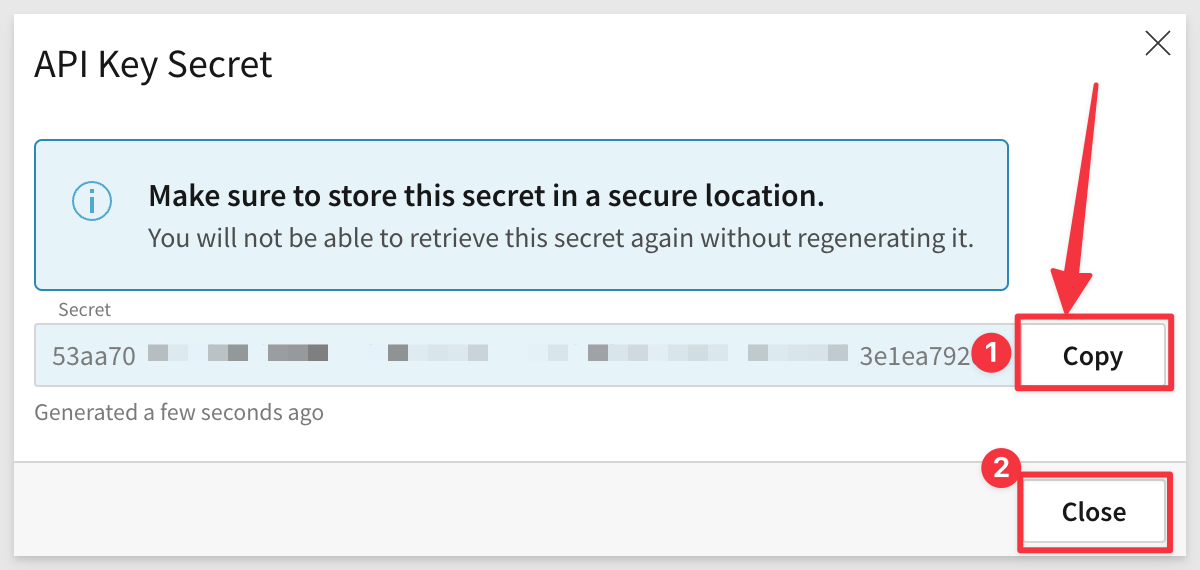 API Key Secret
Make sure to store this secret in a secure location.
You will not be able to retrieve this secret again without regenerating it.
Secret
53aa70 3e1ea792
1
Copy
Generated a few seconds ago
2
Close